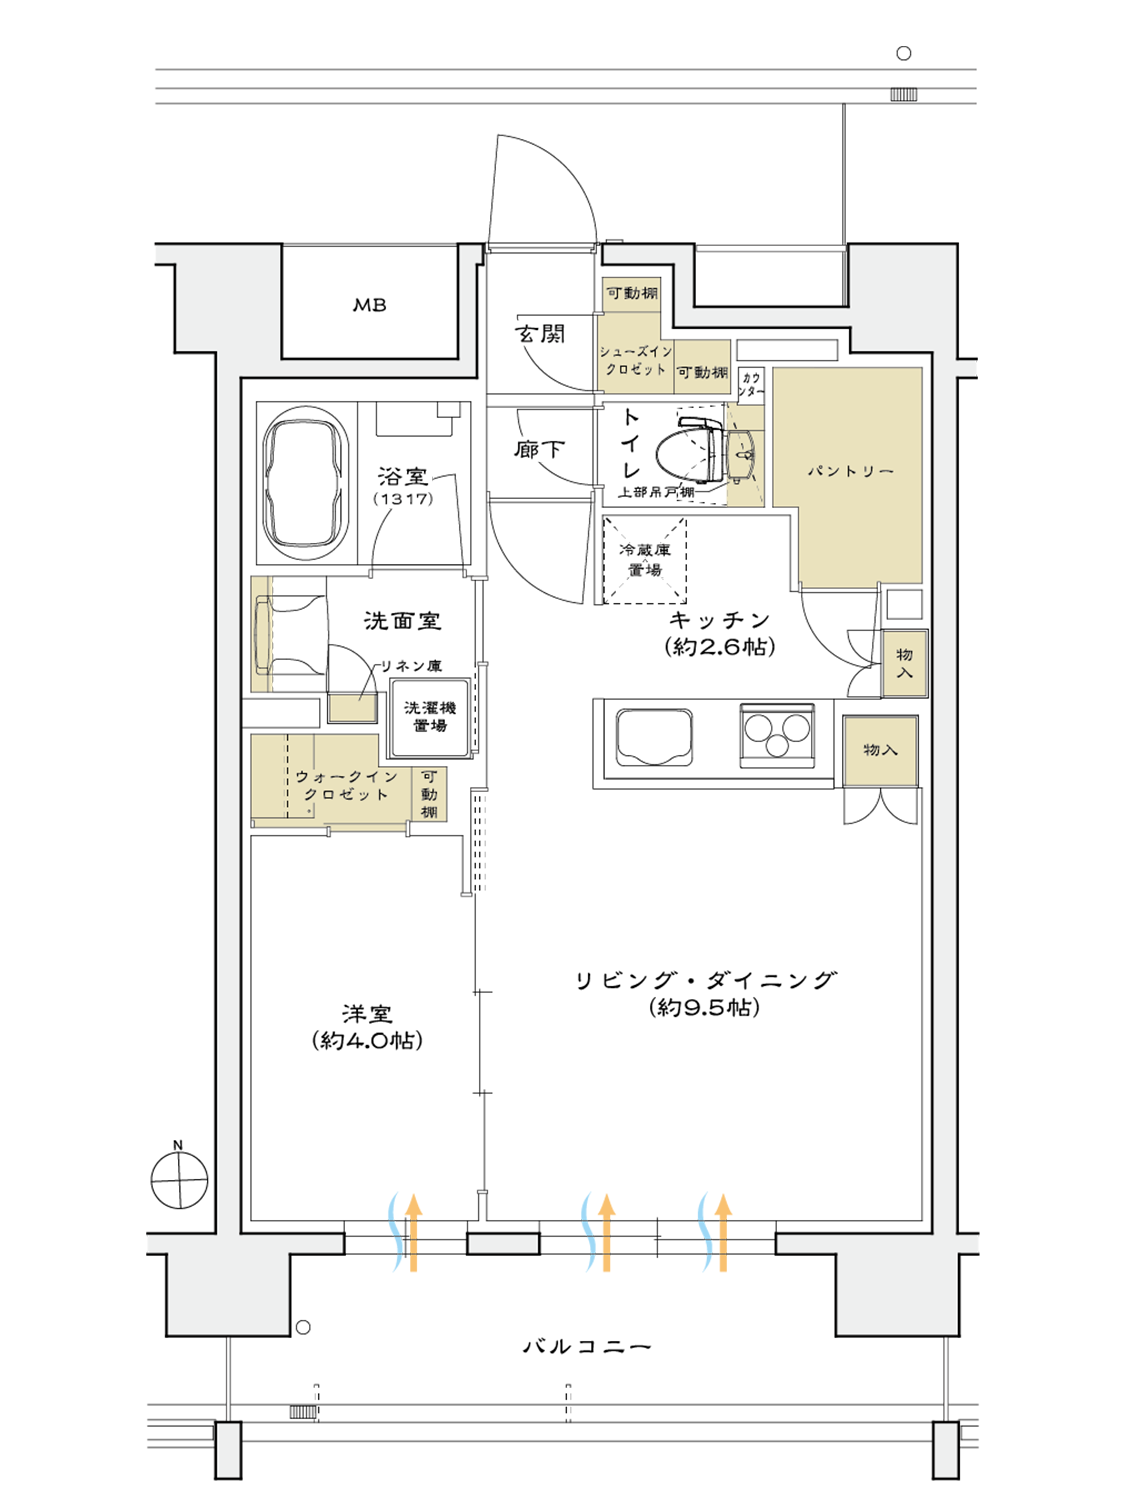 MB
玄関
可動棚
シューズイン
クロゼット
可動棚
カウ
ンター
トイレ
上部吊戸棚
廊下
浴室
(1317)
パントリー
冷蔵庫
置場
キッチン
(約2.6帖)
洗面室
リネン庫
洗濯機
置場
物入
物入
ウォークイン
クロゼット
可動棚
リビング・ダイニング
(約9.5帖)
洋室
(約4.0帖)
N
バルコニー